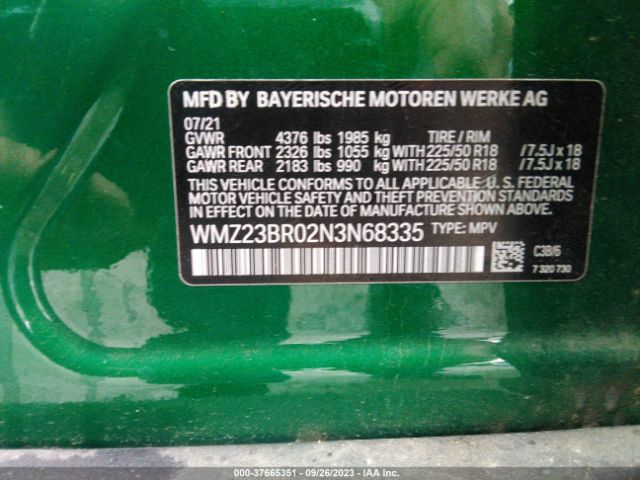 MFD BY BAYERISCHE MOTOREN WERKE AG
07/21
GVWR 4376 lbs 1985 kg TIRE / RIM
GAWR FRONT 2326 lbs 1055 kg WITH 225/50 R18 /7.5J x 18
GAWR REAR 2183 lbs 990 kg WITH 225/50 R18 /7.5J x 18
THIS VEHICLE CONFORMS TO ALL APPLICABLE U. S. FEDERAL
MOTOR VEHICLE SAFETY AND THEFT PREVENTION STANDARDS
IN EFFECT ON THE DATE OF MANUFACTURE SHOWN ABOVE.
WMZ23BR02N3N68335 TYPE: MPV
C3B/6
7 320 730
© - 37665351 - 09/26/2023 - IAA Inc.